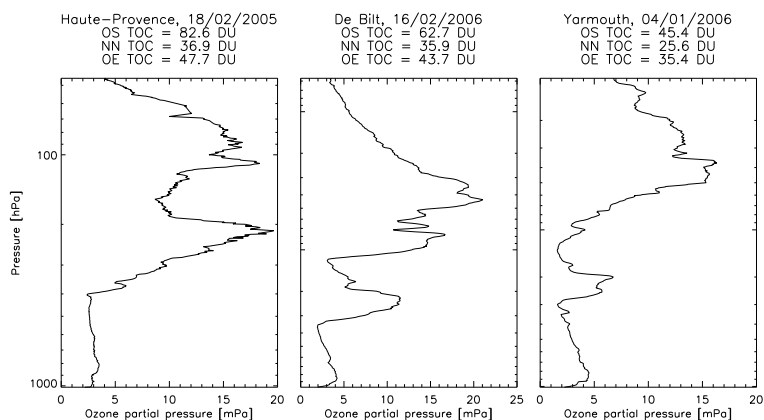 Haute-Provence, 18/02/2005
OS TOC = 82.6 DU
NN TOC = 36.9 DU
OE TOC = 47.7 DU
De Bilt, 16/02/2006
OS TOC = 62.7 DU
NN TOC = 35.9 DU
OE TOC = 43.7 DU
Yarmouth, 04/01/2006
OS TOC = 45.4 DU
NN TOC = 25.6 DU
OE TOC = 35.4 DU
Pressure [hPa]
100
1000
0 5 10 15 20
Ozone partial pressure [mPa]
0 5 10 15 20 25
Ozone partial pressure [mPa]
0 5 10 15 20
Ozone partial pressure [mPa]